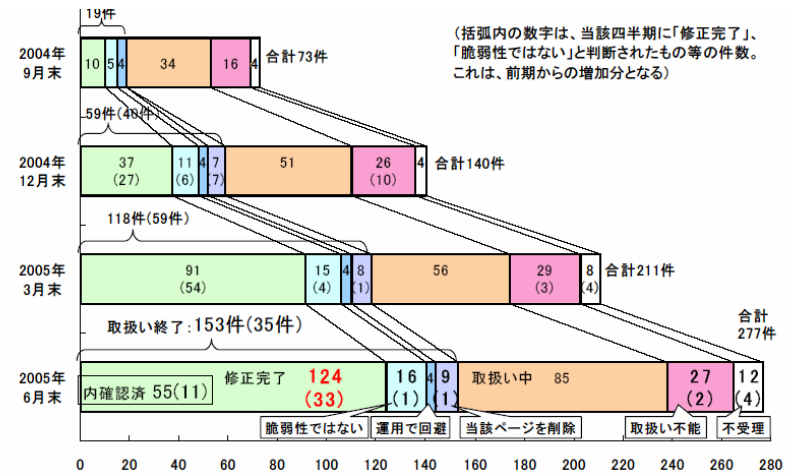 19件
(括弧内の数字は、当該四半期に「修正完了」、
「脆弱性ではない」と判断されたもの等の件数。
これは、前期からの増加分となる)
2004年
9月末
10 5 4 34 16 4 合計73件
59件(40件)
2004年
12月末
37 11 4 7 51 26 4 合計140件
(27) (6) (7) (10)
118件(59件)
2005年
3月末
91 15 4 8 56 29 8 合計211件
(54) (4) (1) (3) (4)
合計
277件
取扱い終了:153件(35件)
2005年
6月末
修正完了 124 16 4 9 取扱い中 85 27 12
内確認済 55(11) (33) (1) (1) (2) (4)
脆弱性ではない 運用で回避 当該ページを削除 取扱い不能 不受理
0 20 40 60 80 100 120 140 160 180 200 220 240 260 280